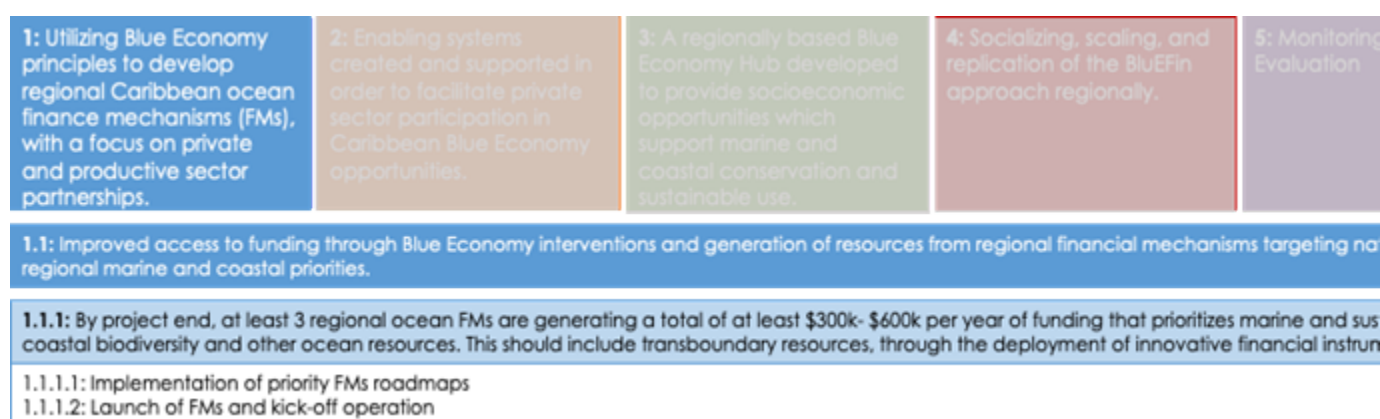 1: Utilizing Blue Economy
principles to develop
regional Caribbean ocean
finance mechanisms (FMs),
with a focus on private
and productive sector
partnerships.
2: Enabling systems
created and supported in
order to facilitate private
sector participation in
Caribbean Blue Economy
opportunities.
3: A regionally based Blue
Economy Hub developed
to provide socioeconomic
opportunities which
support marine and
coastal conservation and
sustainable use.
4: Socializing, scaling, and
replication of the BluEFin
approach regionally.
5: Monitoring
Evaluation
1.1: Improved access to funding through Blue Economy interventions and generation of resources from regional financial mechanisms targeting
regional marine and coastal priorities.
1.1.1: By project end, at least 3 regional ocean FMs are generating a total of at least $300k- $600k per year of funding that prioritizes marine and
coastal biodiversity and other ocean resources. This should include transboundary resources, through the deployment of innovative financial
1.1.1.1: Implementation of priority FMs roadmaps
1.1.1.2: Launch of FMs and kick-off operation